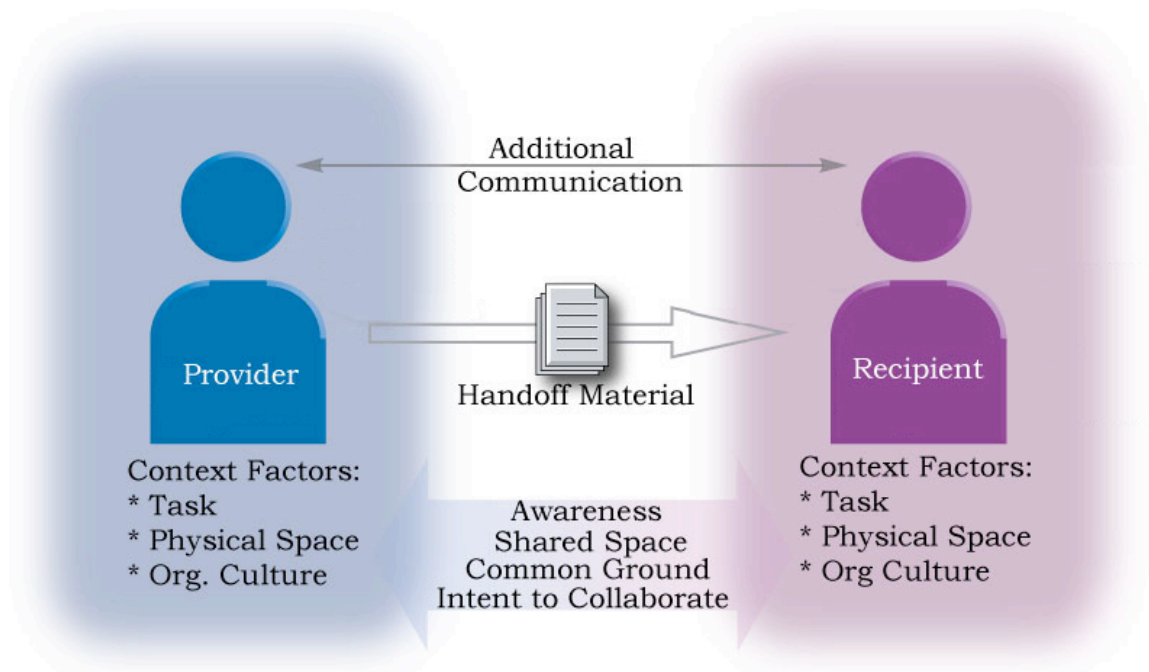 Additional
Communication
Provider
Recipient
Handoff Material
Context Factors:
* Task
* Physical Space
* Org. Culture
Awareness
Shared Space
Common Ground
Intent to Collaborate
Context Factors:
* Task
* Physical Space
* Org Culture